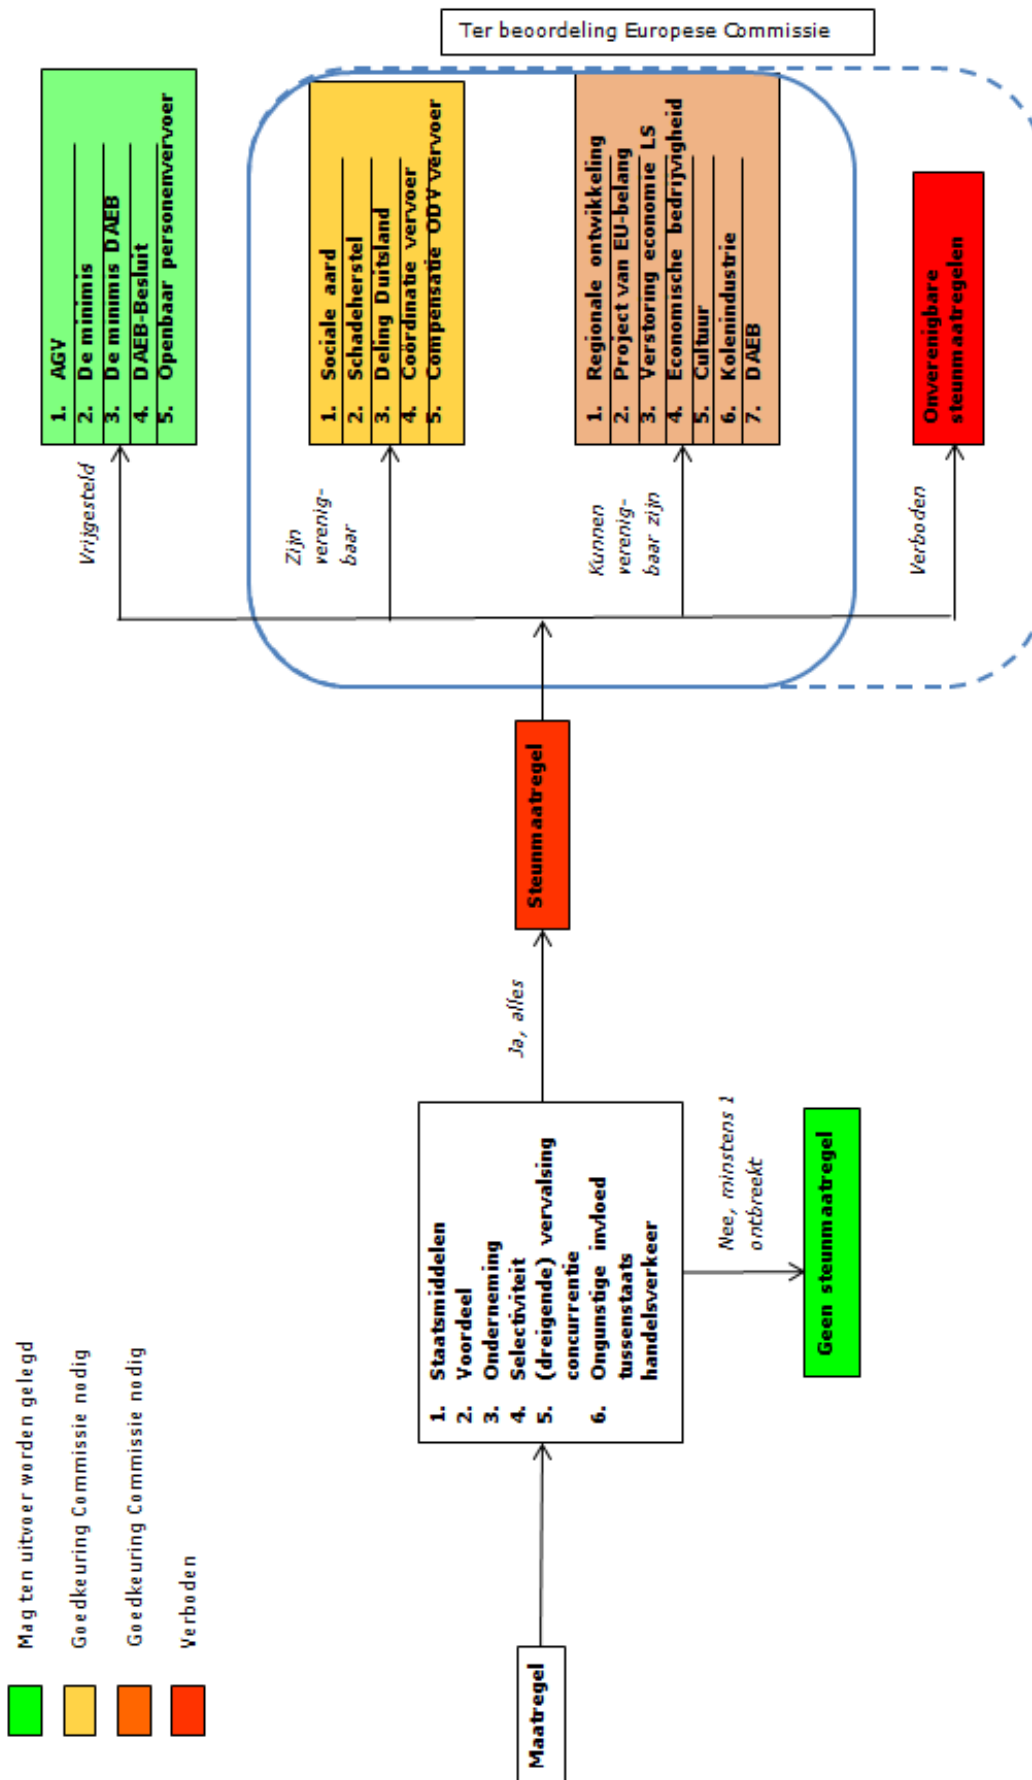 Ter beoordeling Europese Commissie
Mag ten uitvoer worden gelegd
Goedkeuring Commissie nodig
Goedkeuring Commissie nodig
Verboden
Maatregel
1. Staatsmiddelen
2. Voordeel
3. Onderneming
4. Selectiviteit
5. (dreigende) vervalsing
concurrentie
6. Ongunstige invloed
tussenstaats
handelsverkeer
Nee, minstens 1
ontbreekt
Geen steunmaatregel
Ja, alles
Steunmaatregel
Vrijgesteld
1. AGV
2. De minimis
3. De minimis DAEB
4. DAEB-Besluit
5. Openbaar personenvervoer
Zijn
verenig-
baar
1. Sociale aard
2. Schadeherstel
3. Deling Duitsland
4. Coördinatie vervoer
5. Compensatie ODV vervoer
Kunnen
verenig-
baar zijn
1. Regionale ontwikkeling
2. Project van EU-belang
3. Verstoring economie LS
4. Economische bedrijvigheid
5. Cultuur
6. Kolenindustrie
7. DAEB
Verboden
Onverenigbare
steunmaatregelen